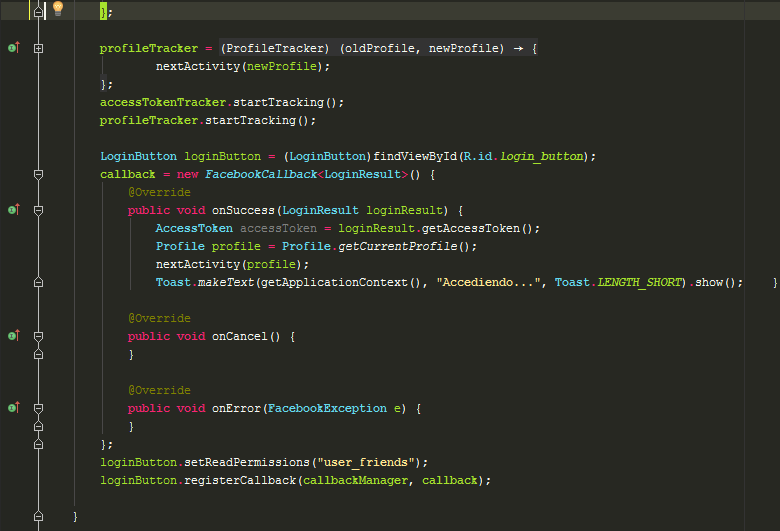 };
profileTracker = (ProfileTracker) (oldProfile, newProfile) → {
nextActivity(newProfile);
};
accessTokenTracker.startTracking();
profileTracker.startTracking();
LoginButton loginButton = (LoginButton)findViewById(R.id.login_button);
callback = new FacebookCallback<LoginResult>() {
@Override
public void onSuccess(LoginResult loginResult) {
AccessToken accessToken = loginResult.getAccessToken();
Profile profile = Profile.getCurrentProfile();
nextActivity(profile);
Toast.makeText(getApplicationContext(), "Accediendo...", Toast.LENGTH_SHORT).show();    }
@Override
public void onCancel() {
}
@Override
public void onError(FacebookException e) {
}
};
loginButton.setReadPermissions("user_friends");
loginButton.registerCallback(callbackManager, callback);
}